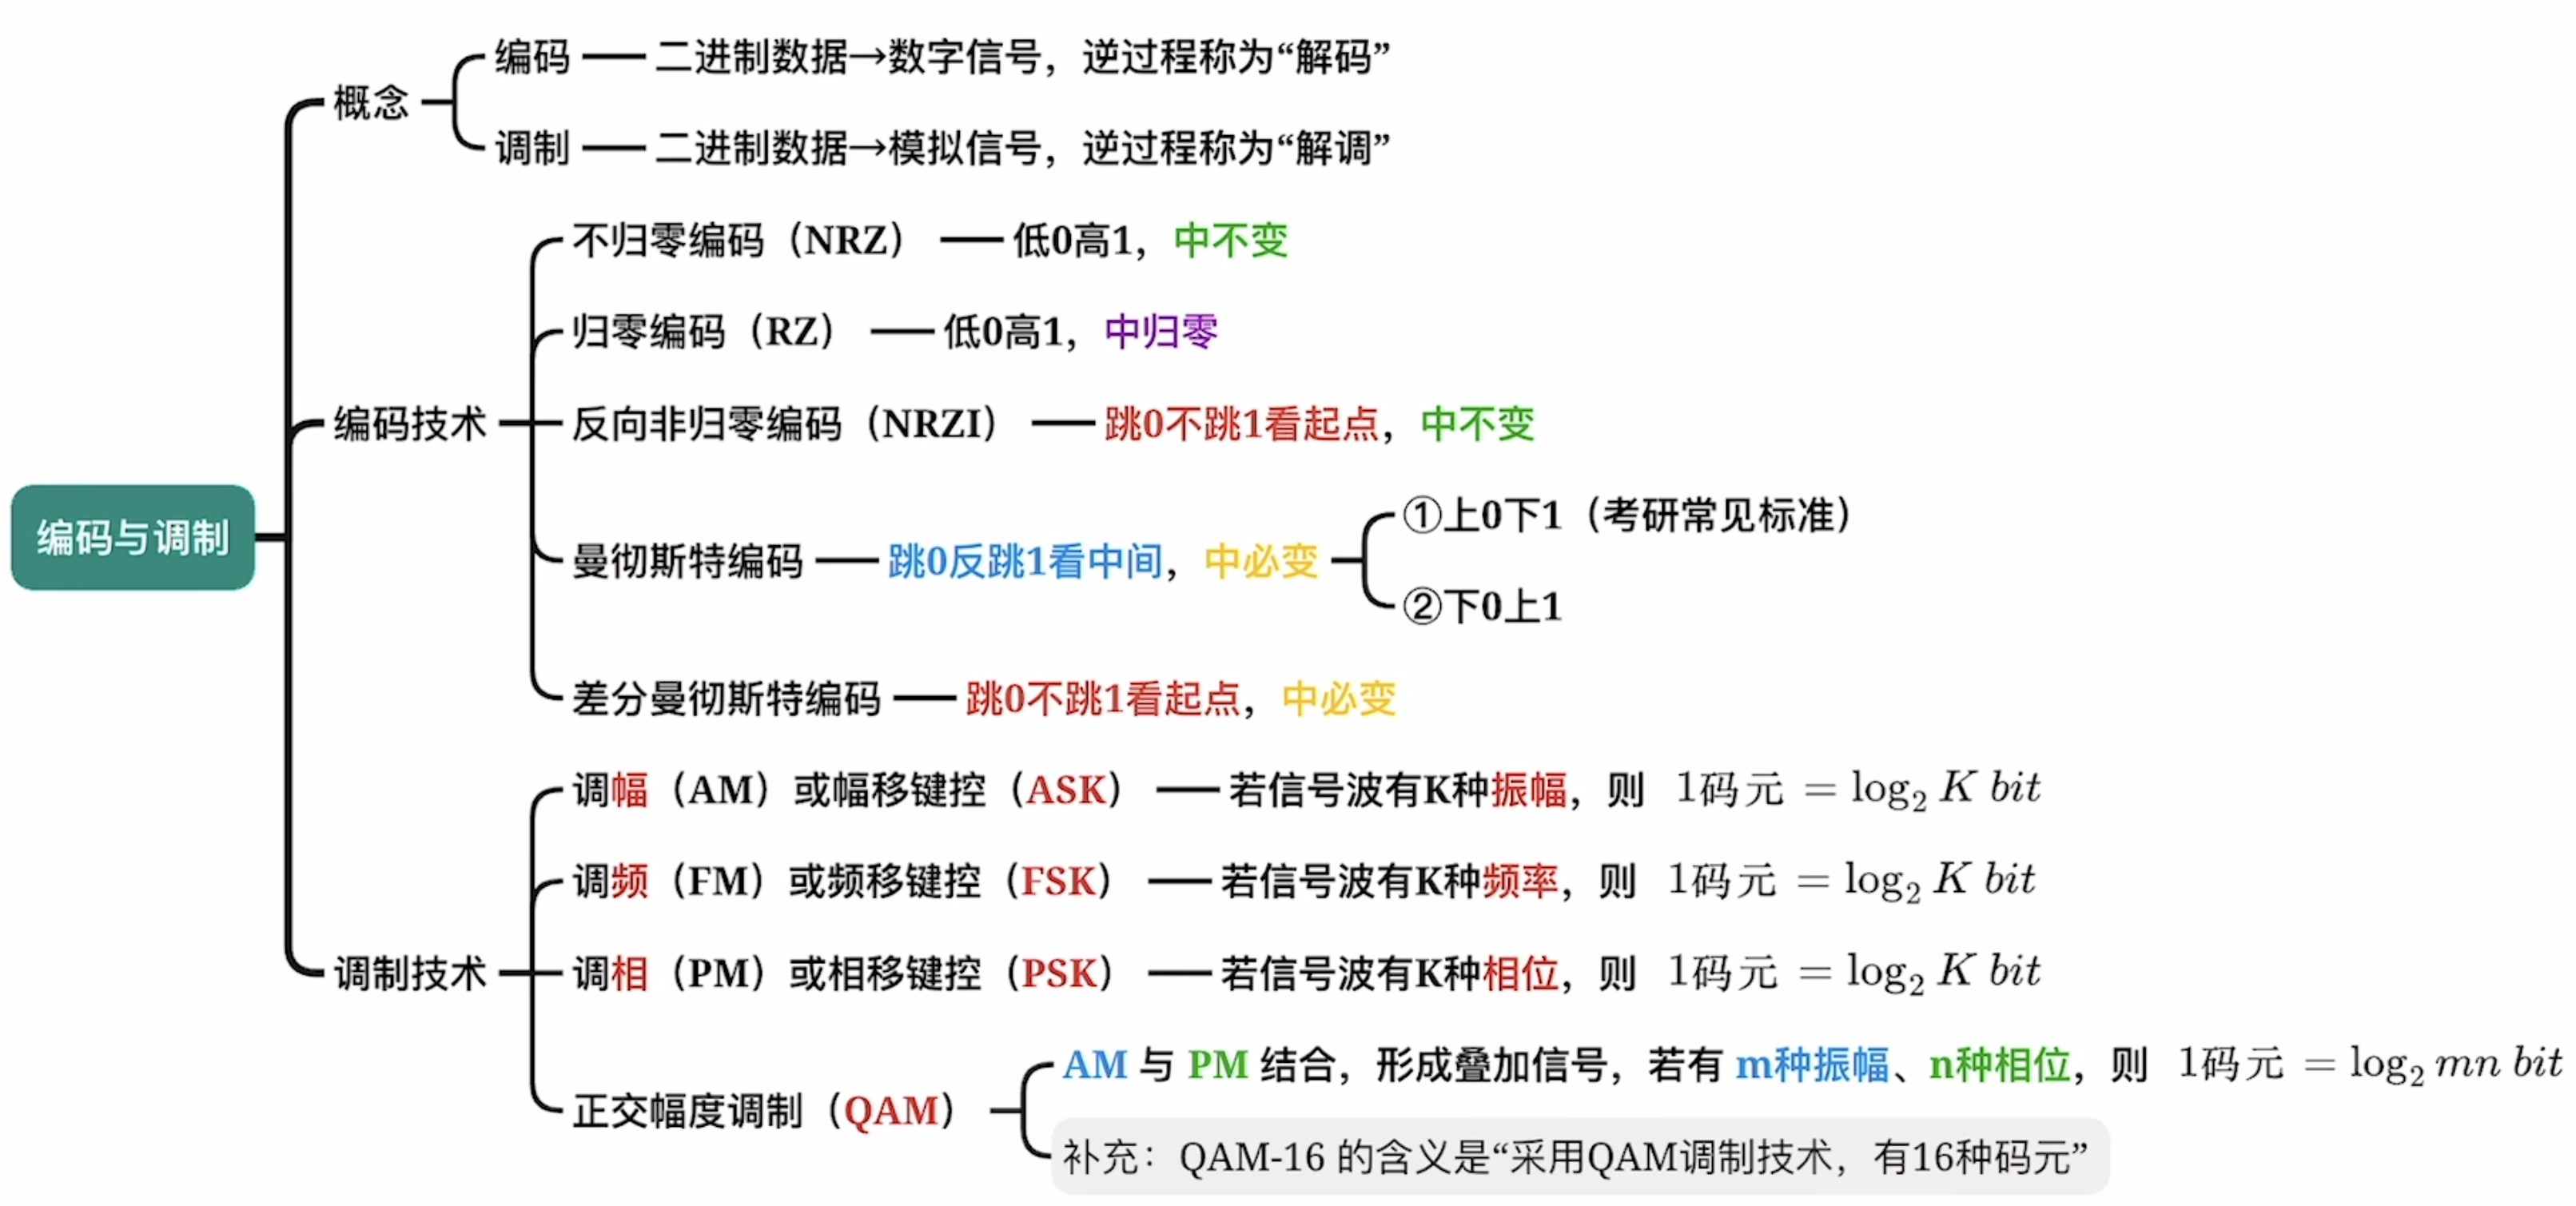 编码与调制
概念
编码
二进制数据→数字信号，逆过程称为“解码”
调制
二进制数据→模拟信号，逆过程称为“解调”
编码技术
不归零编码（NRZ）
低0高1，中不变
归零编码（RZ）
低0高1，中归零
反向非归零编码（NRZI）
跳0不跳1看起点，中不变
曼彻斯特编码
跳0反跳1看中间，中必变
①上0下1（考研常见标准）
②下0上1
差分曼彻斯特编码
跳0不跳1看起点，中必变
调制技术
调幅（AM）或幅移键控（ASK）
若信号波有K种振幅，则 1码元 = log₂ K bit
调频（FM）或频移键控（FSK）
若信号波有K种频率，则 1码元 = log₂ K bit
调相（PM）或相移键控（PSK）
若信号波有K种相位，则 1码元 = log₂ K bit
正交幅度调制（QAM）
AM 与 PM 结合，形成叠加信号，若有 m种振幅、n种相位，则 1码元 = log₂ mn bit
补充：QAM-16 的含义是“采用QAM调制技术，有16种码元”